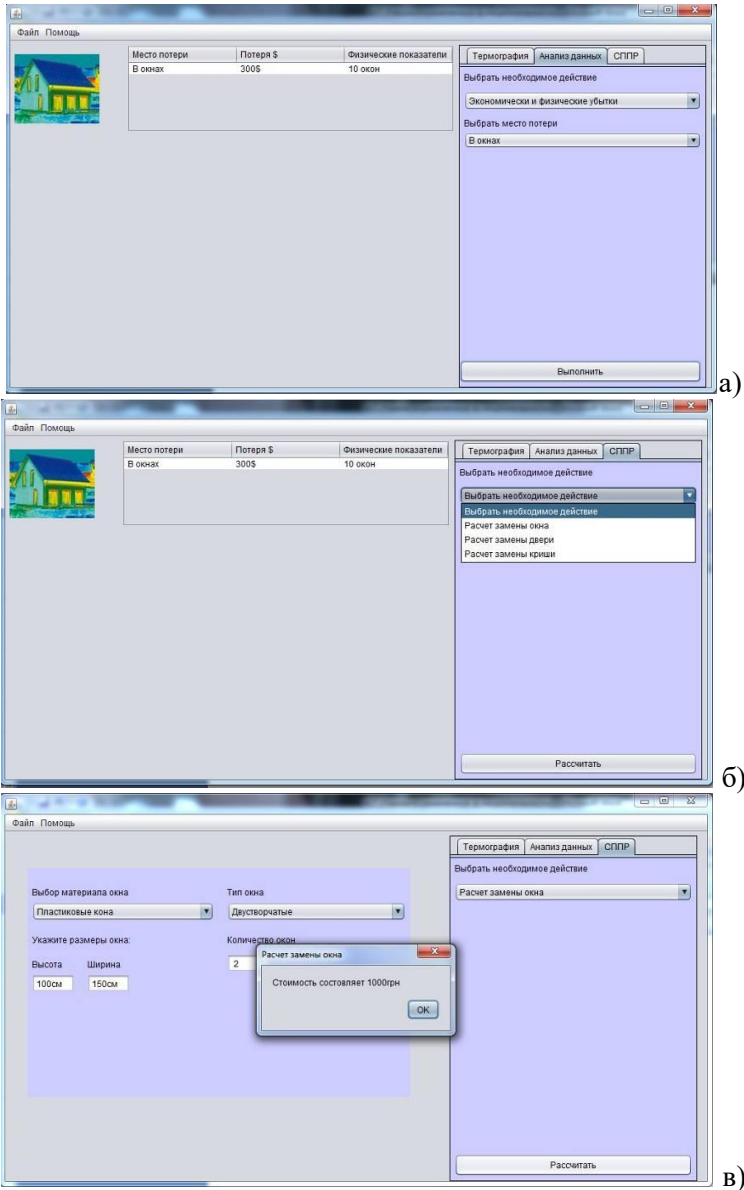 Файл Помощь
Место потери Потеря $ Физические показатели
В окнах 300$ 10 окон
Термография Анализ данных СППР
Выбрать необходимое действие
Экономически и физические убытки
Выбрать место потери
В окнах
Выполнить
а)
Файл Помощь
Место потери Потеря $ Физические показатели
В окнах 300$ 10 окон
Термография Анализ данных СППР
Выбрать необходимое действие
Выбрать необходимое действие
Выбрать необходимое действие
Расчет замены окна
Расчет замены двери
Расчет замены криши
Рассчитать
б)
Файл Помощь
Выбор материала окна Тип окна
Пластиковые кона Двустворчатые
Укажите размеры окна: Количество окон
Высота Ширина 2
100см 150см
Расчет замены окна
Стоимость состовляет 1000грн
OK
Термография Анализ данных СППР
Выбрать необходимое действие
Расчет замены окна
Рассчитать
в)